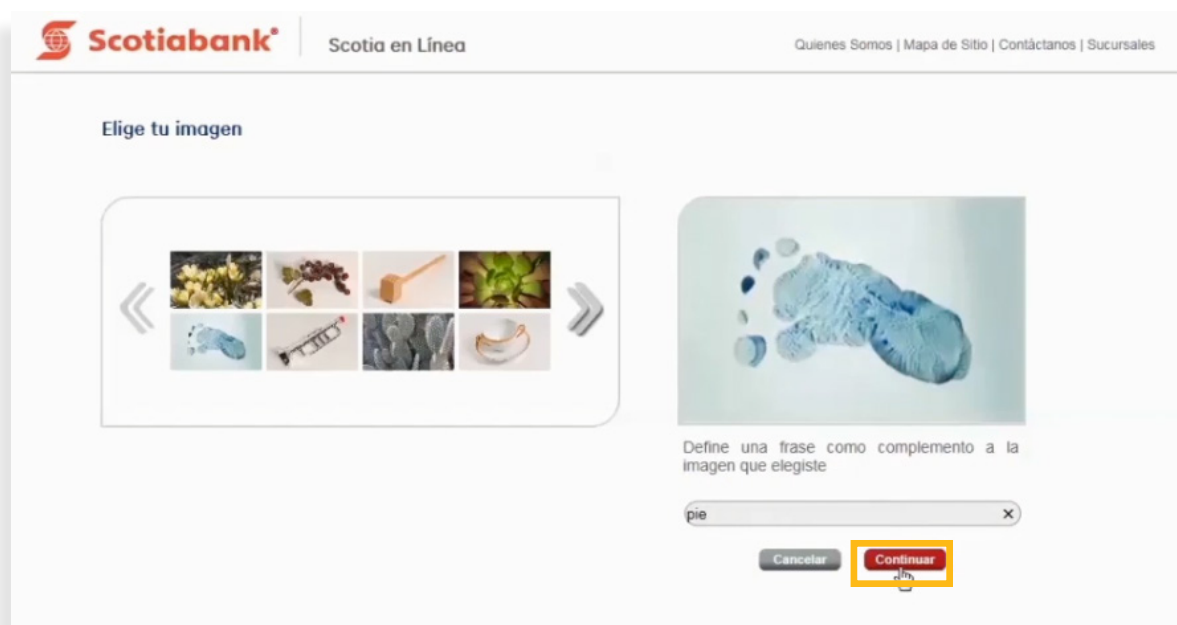 Scotiabank®
Scotia en Línea
Quienes Somos | Mapa de Sitio | Contáctanos | Sucursales
Elige tu imagen
Define una frase como complemento a la
imagen que elegiste
pie
Cancelar
Continuar